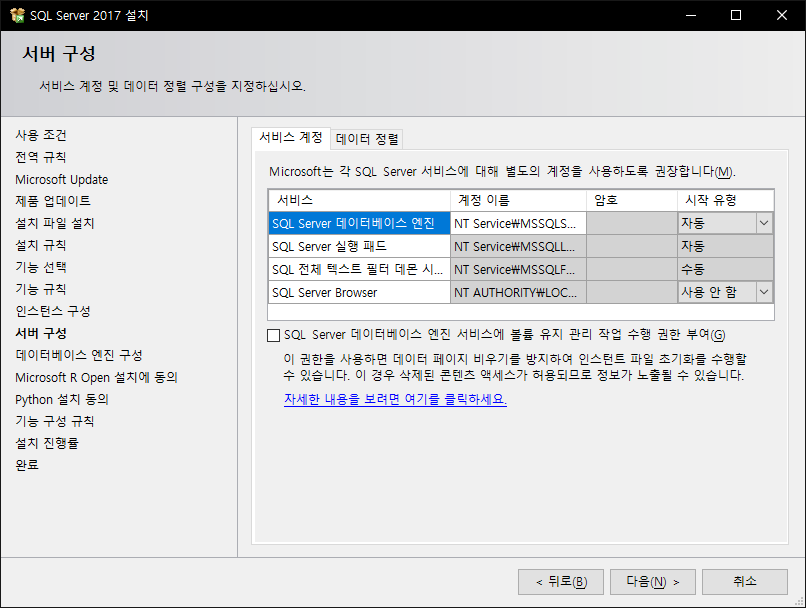 SQL Server 2017 설치
서버 구성
서비스 계정 및 데이터 정렬 구성을 지정하십시오.
사용 조건
전역 규칙
Microsoft Update
제품 업데이트
설치 파일 설치
설치 규칙
기능 선택
기능 규칙
인스턴스 구성
서버 구성
데이터베이스 엔진 구성
Microsoft R Open 설치에 동의
Python 설치 동의
기능 구성 규칙
설치 진행률
완료
서비스 계정 데이터 정렬
Microsoft는 각 SQL Server 서비스에 대해 별도의 계정을 사용하도록 권장합니다(M).
서비스 계정 이름 암호 시작 유형
SQL Server 데이터베이스 엔진 NT Service₩MSSQLS... 자동
SQL Server 실행 패드 NT Service₩MSSQLL... 자동
SQL 전체 텍스트 필터 데몬 시... NT Service₩MSSQLF... 수동
SQL Server Browser NT AUTHORITY₩LOC... 사용 안 함
SQL Server 데이터베이스 엔진 서비스에 볼륨 유지 관리 작업 수행 권한 부여(G)
이 권한을 사용하면 데이터 페이지 비우기를 방지하여 인스턴트 파일 초기화를 수행할
수 있습니다. 이 경우 삭제된 콘텐츠 액세스가 허용되므로 정보가 노출될 수 있습니다.
자세한 내용을 보려면 여기를 클릭하세요.
< 뒤로(B) 다음(N) > 취소